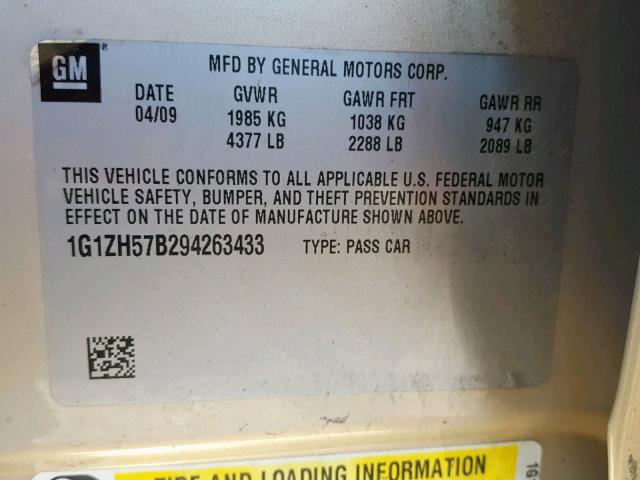 GM
MFD BY GENERAL MOTORS CORP.
DATE GVWR GAWR FRT GAWR RR
04/09 1985 KG 1038 KG 947 KG
4377 LB 2288 LB 2089 LB
THIS VEHICLE CONFORMS TO ALL APPLICABLE U.S. FEDERAL MOTOR
VEHICLE SAFETY, BUMPER, AND THEFT PREVENTION STANDARDS IN
EFFECT ON THE DATE OF MANUFACTURE SHOWN ABOVE.
1G1ZH57B294263433 TYPE: PASS CAR
TIRE AND LOADING INFORMATION
1G